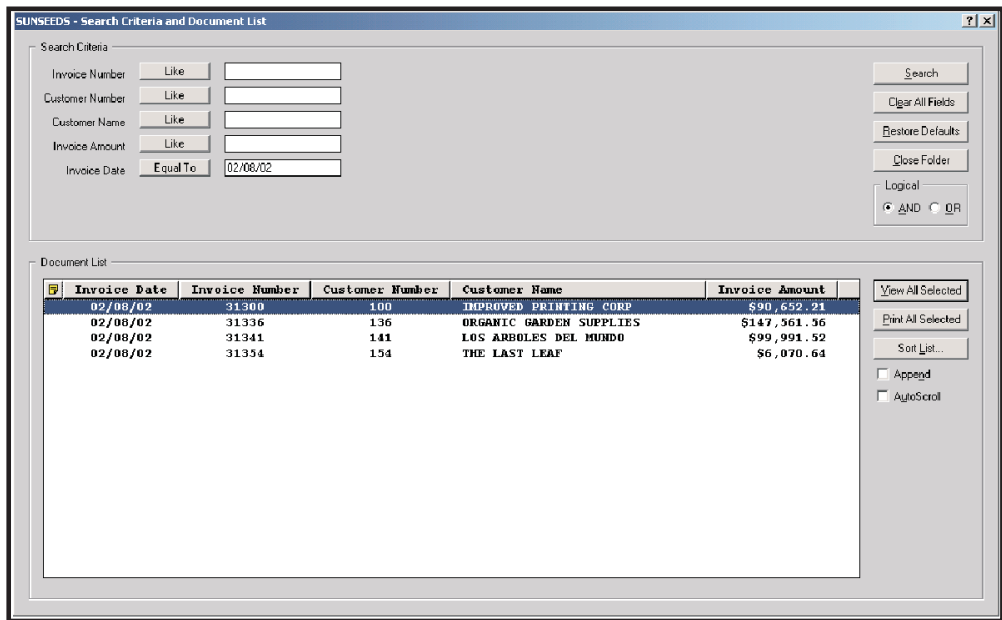 SUNSEEDS - Search Criteria and Document List
Search Criteria
Invoice Number Like
Customer Number Like
Customer Name Like
Invoice Amount Like
Invoice Date Equal To 02/08/02
Search
Clear All Fields
Restore Defaults
Close Folder
Logical
AND OR
Document List
Invoice Date Invoice Number Customer Number Customer Name Invoice Amount
02/08/02 31300 100 IMPROVED PRINTING CORP $90,652.21
02/08/02 31336 136 ORGANIC GARDEN SUPPLIES $147,561.56
02/08/02 31341 141 LOS ARBOLES DEL MUNDO $99,991.52
02/08/02 31354 154 THE LAST LEAF $6,070.64
View All Selected
Print All Selected
Sort List...
Append
AutoScroll